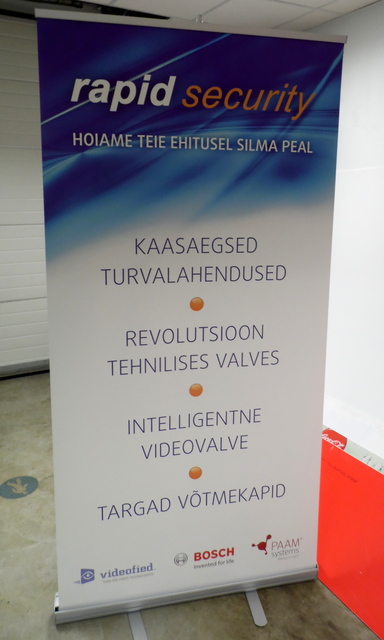 rapid security
HOIAME TEIE EHITUSEL SILMA PEAL
KAASAEGSED
TURVALAHENDUSED
REVOLUTSIOON
TEHNILISES VALVES
INTELLIGENTNE
VIDEOVALVE
TARGAD VÕTMEKAPID
videofied.
BOSCH
Invented for life
PAAM
systems